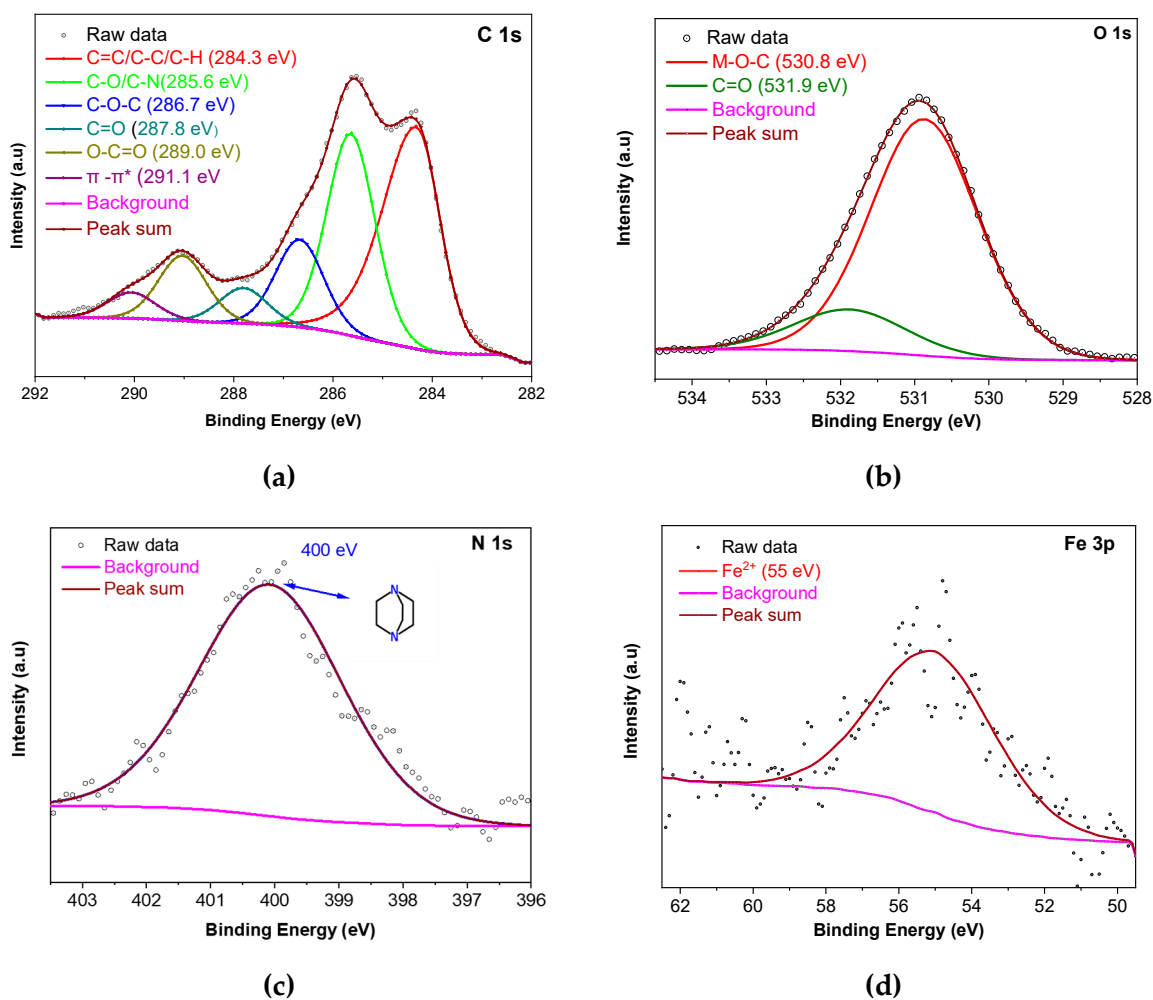 C 1s
Raw data
C=C/C-C/C-H (284.3 eV)
C-O/C-N(285.6 eV)
C-O-C (286.7 eV)
C=O (287.8 eV)
O-C=O (289.0 eV)
π -π* (291.1 eV
Background
Peak sum
Intensity (a.u)
292 290 288 286 284 282
Binding Energy (eV)
(a)
O 1s
Raw data
M-O-C (530.8 eV)
C=O (531.9 eV)
Background
Peak sum
Intensity (a.u)
534 533 532 531 530 529 528
Binding Energy (eV)
(b)
N 1s
Raw data
Background
Peak sum
400 eV
N
N
Intensity (a.u)
403 402 401 400 399 398 397 396
Binding Energy (eV)
(c)
Fe 3p
Raw data
Fe²⁺ (55 eV)
Background
Peak sum
Intensity (a.u)
62 60 58 56 54 52 50
Binding Energy (eV)
(d)